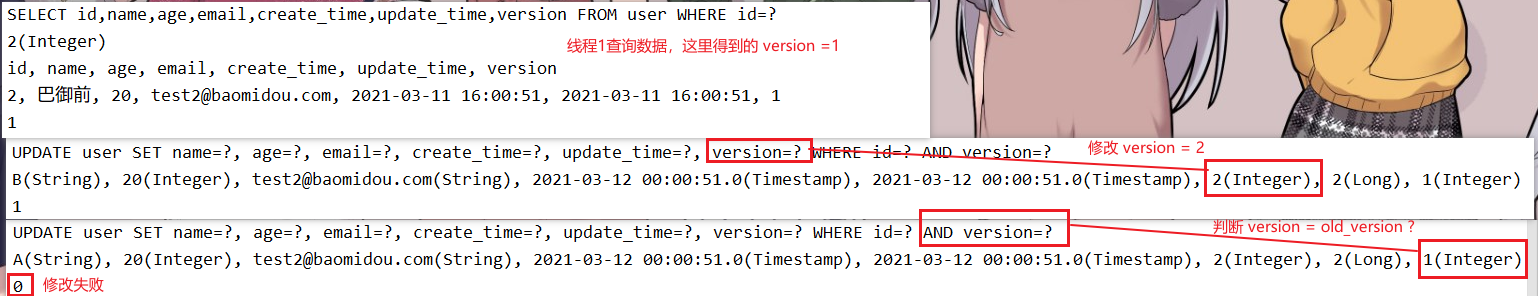 SELECT id,name,age,email,create_time,update_time,version FROM user WHERE id=?
2(Integer)
线程1查询数据，这里得到的 version =1
id, name, age, email, create_time, update_time, version
2, 巴御前, 20, test2@baomidou.com, 2021-03-11 16:00:51, 2021-03-11 16:00:51, 1
1
UPDATE user SET name=?, age=?, email=?, create_time=?, update_time=?, version=? WHERE id=? AND version=?
修改 version = 2
B(String), 20(Integer), test2@baomidou.com(String), 2021-03-12 00:00:51.0(Timestamp), 2021-03-12 00:00:51.0(Timestamp), 2(Integer), 2(Long), 1(Integer)
1
UPDATE user SET name=?, age=?, email=?, create_time=?, update_time=?, version=? WHERE id=? AND version=?
判断 version = old_version ?
A(String), 20(Integer), test2@baomidou.com(String), 2021-03-12 00:00:51.0(Timestamp), 2021-03-12 00:00:51.0(Timestamp), 2(Integer), 2(Long), 1(Integer)
0 修改失败